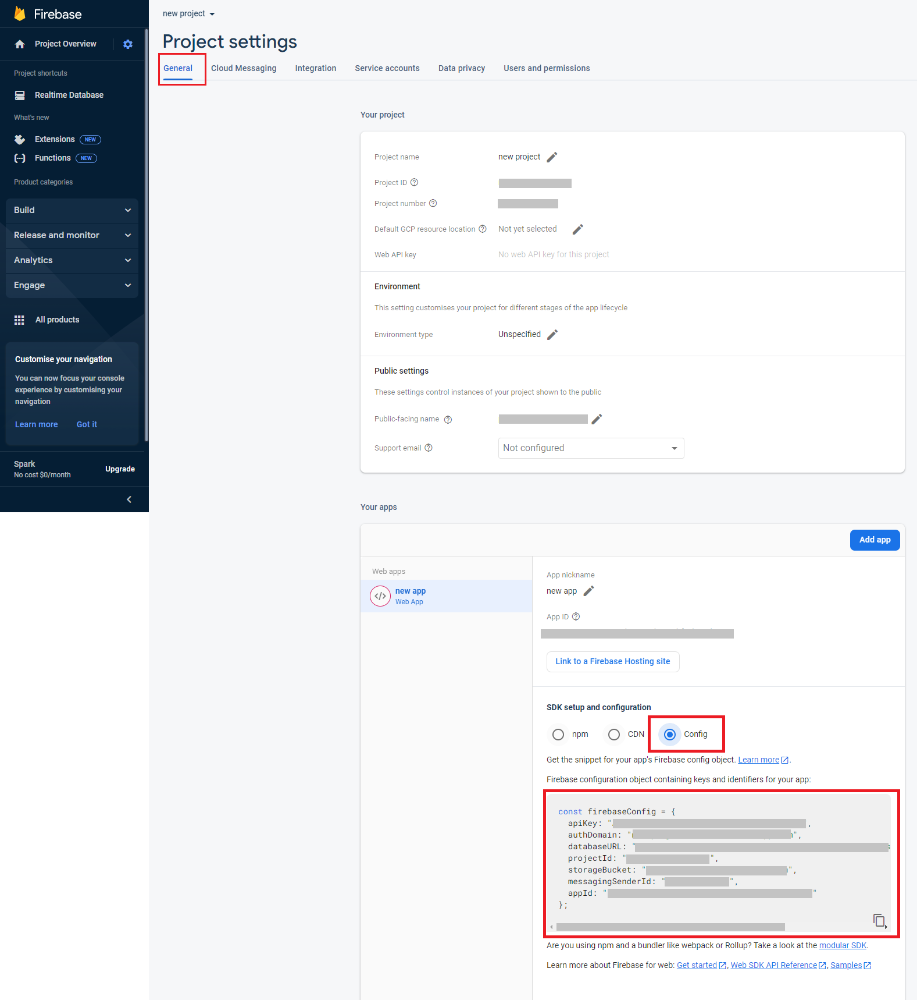 Firebase
Project Overview
Project shortcuts
Realtime Database
What's new
Extensions NEW
Functions NEW
Product categories
Build
Release and monitor
Analytics
Engage
All products
Customise your navigation
You can now focus your console
experience by customising your
navigation
Learn more Got it
Spark
No cost $0/month
Upgrade
new project
Project settings
General Cloud Messaging Integration Service accounts Data privacy Users and permissions
Your project
Project name new project
Project ID
Project number
Default GCP resource location Not yet selected
Web API key No web API key for this project
Environment
This setting customises your project for different stages of the app lifecycle
Environment type Unspecified
Public settings
These settings control instances of your project shown to the public
Public-facing name
Support email Not configured
Your apps
Add app
Web apps
new app
Web App
App nickname
new app
App ID
Link to a Firebase Hosting site
SDK setup and configuration
npm CDN Config
Get the snippet for your app's Firebase config object. Learn more.
Firebase configuration object containing keys and identifiers for your app:
const firebaseConfig = {
apiKey: " ,
authDomain: " ",
databaseURL: "
projectId: " ",
storageBucket: " ",
messagingSenderId: " ",
appId: " "
};
Are you using npm and a bundler like webpack or Rollup? Take a look at the modular SDK.
Learn more about Firebase for web: Get started, Web SDK API Reference, Samples